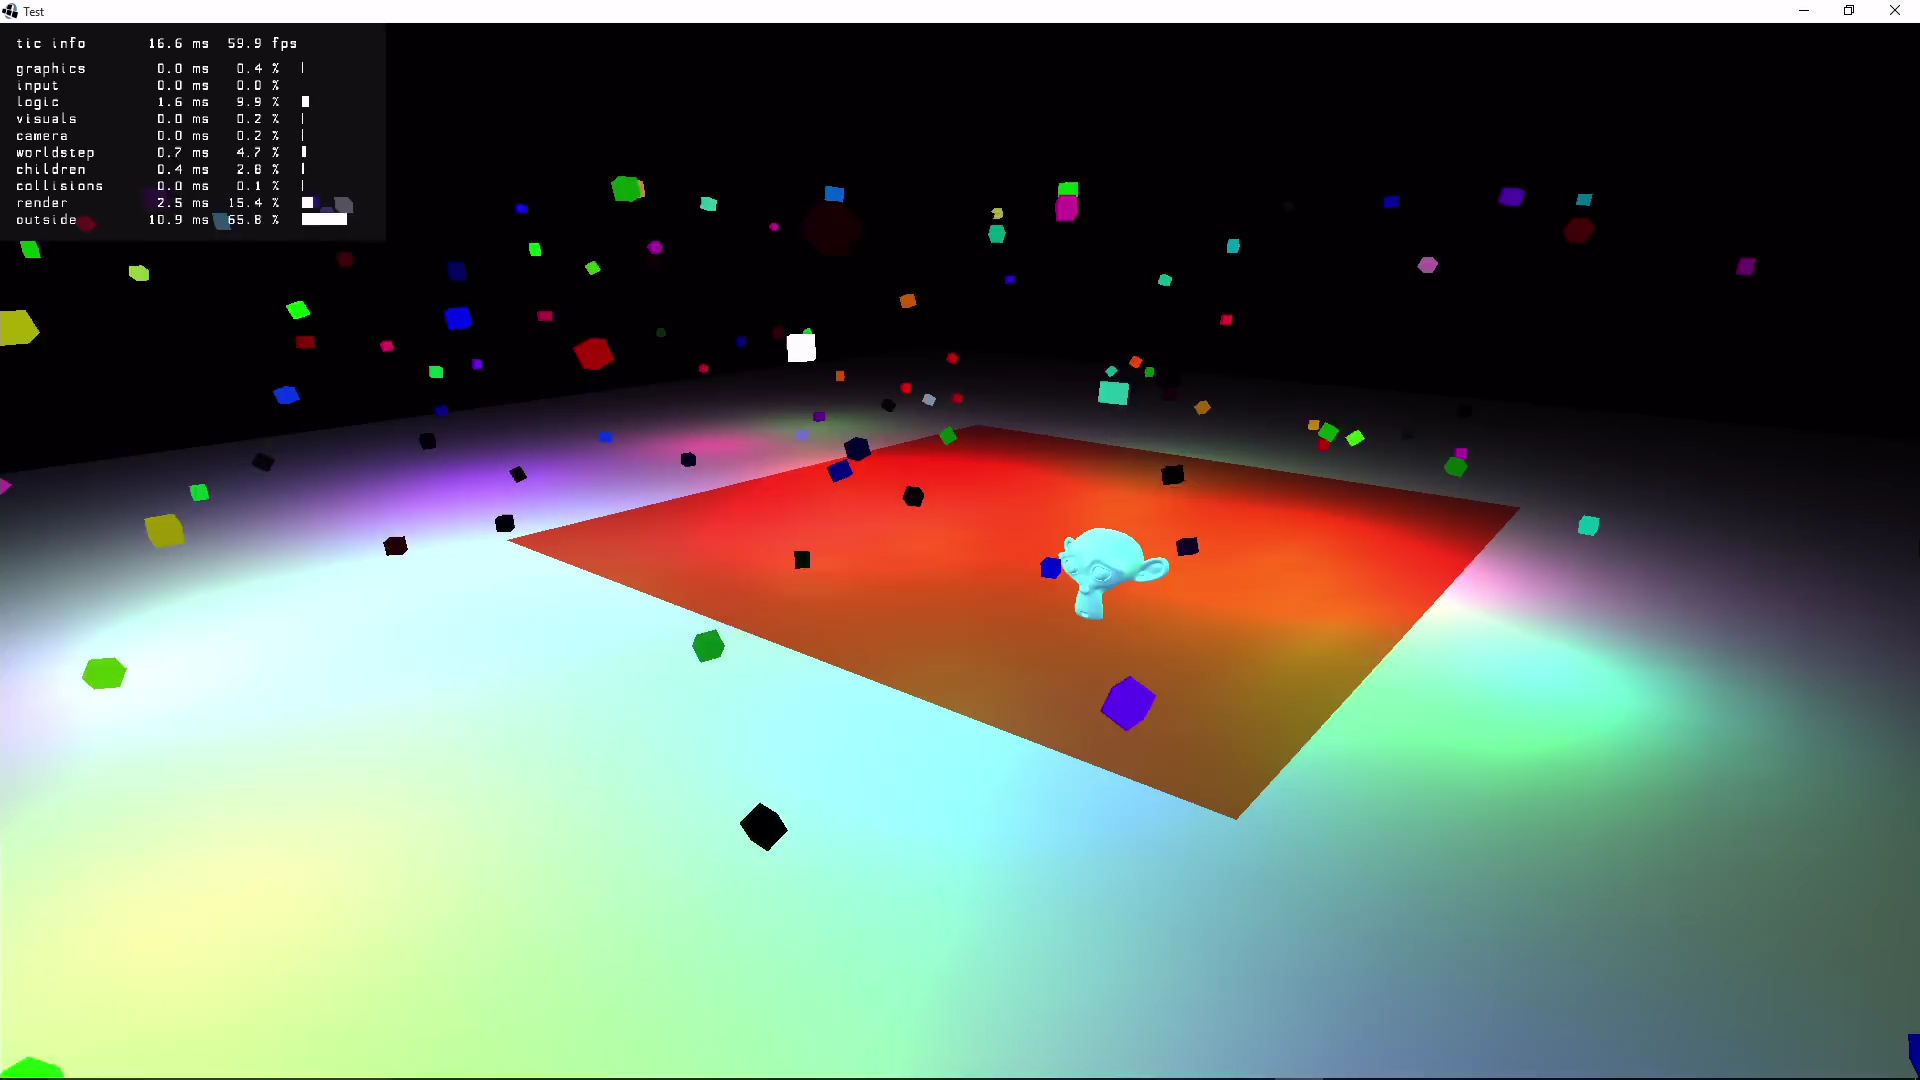 Test
tic info 16.6 ms 59.9 fps
graphics 0.0 ms 0.4 %
input 0.0 ms 0.0 %
logic 1.6 ms 9.9 %
visuals 0.0 ms 0.2 %
camera 0.0 ms 0.2 %
worldstep 0.7 ms 4.7 %
children 0.4 ms 2.8 %
collisions 0.0 ms 0.1 %
render 2.5 ms 15.4 %
outside 10.9 ms 65.8 %